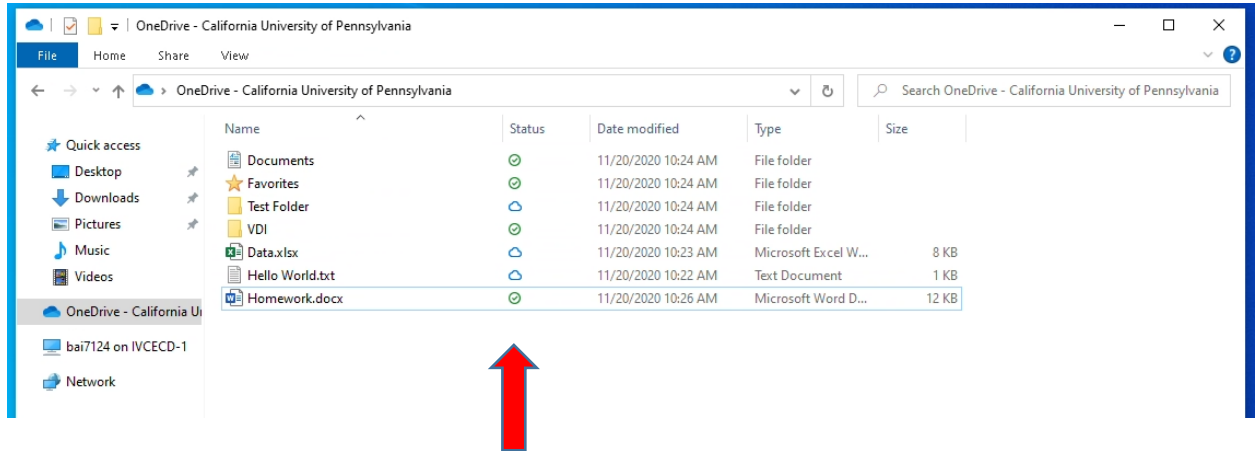 OneDrive - California University of Pennsylvania
File Home Share View
OneDrive - California University of Pennsylvania Search OneDrive - California University of Pennsylvania
Name Status Date modified Type Size
Quick access
Desktop
Downloads
Pictures
Music
Videos
OneDrive - California Ui
bai7124 on IVCECD-1
Network
Documents 11/20/2020 10:24 AM File folder
Favorites 11/20/2020 10:24 AM File folder
Test Folder 11/20/2020 10:24 AM File folder
VDI 11/20/2020 10:24 AM File folder
Data.xlsx 11/20/2020 10:23 AM Microsoft Excel W... 8 KB
Hello World.txt 11/20/2020 10:22 AM Text Document 1 KB
Homework.docx 11/20/2020 10:26 AM Microsoft Word D... 12 KB